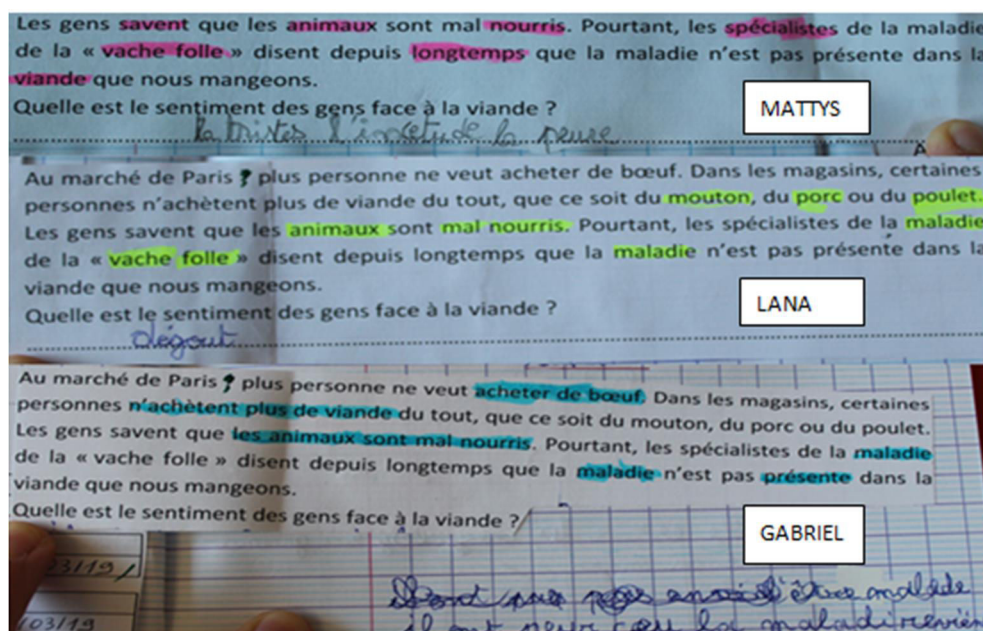 Les gens savent que les animaux sont mal nourris. Pourtant, les spécialistes de la maladie
de la « vache folle » disent depuis longtemps que la maladie n'est pas présente dans la
viande que nous mangeons.
Quelle est le sentiment des gens face à la viande ?
MATTYS
la tristes l'inqetude la peure
Au marché de Paris, plus personne ne veut acheter de bœuf. Dans les magasins, certaines
personnes n'achètent plus de viande du tout, que ce soit du mouton, du porc ou du poulet.
Les gens savent que les animaux sont mal nourris. Pourtant, les spécialistes de la maladie
de la « vache folle » disent depuis longtemps que la maladie n'est pas présente dans la
viande que nous mangeons.
Quelle est le sentiment des gens face à la viande ?
LANA
dégout
Au marché de Paris, plus personne ne veut acheter de bœuf. Dans les magasins, certaines
personnes n'achètent plus de viande du tout, que ce soit du mouton, du porc ou du poulet.
Les gens savent que les animaux sont mal nourris. Pourtant, les spécialistes de la maladie
de la « vache folle » disent depuis longtemps que la maladie n'est pas présente dans la
viande que nous mangeons.
Quelle est le sentiment des gens face à la viande ?
GABRIEL
03/19
d'être malade
il ont peur la maladi
03/19